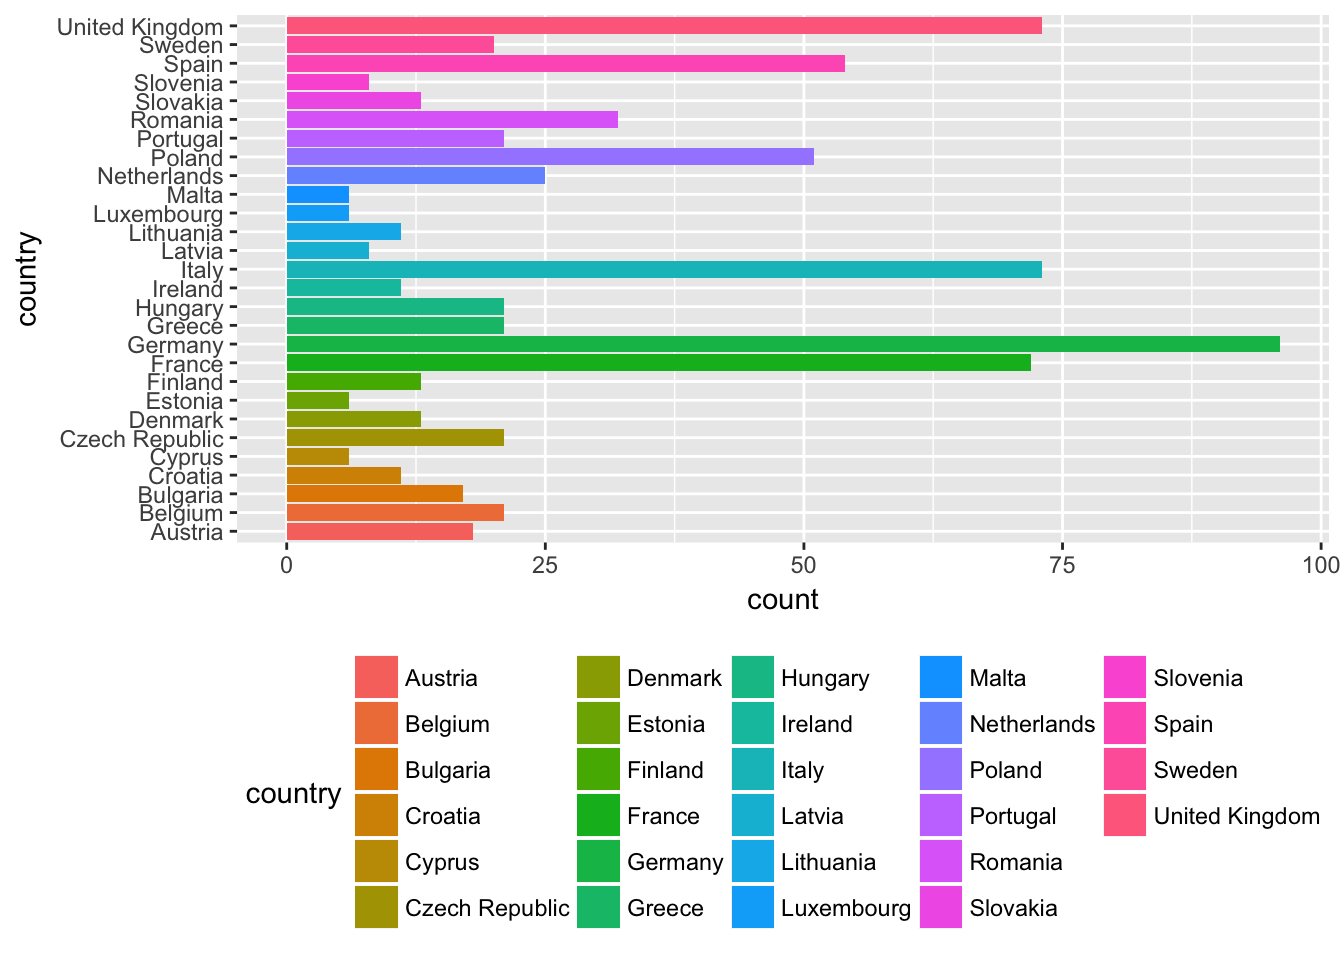 country
United Kingdom
Sweden
Spain
Slovenia
Slovakia
Romania
Portugal
Poland
Netherlands
Malta
Luxembourg
Lithuania
Latvia
Italy
Ireland
Hungary
Greece
Germany
France
Finland
Estonia
Denmark
Czech Republic
Cyprus
Croatia
Bulgaria
Belgium
Austria
0 25 50 75 100
count
country
Austria
Belgium
Bulgaria
Croatia
Cyprus
Czech Republic
Denmark
Estonia
Finland
France
Germany
Greece
Hungary
Ireland
Italy
Latvia
Lithuania
Luxembourg
Malta
Netherlands
Poland
Portugal
Romania
Slovakia
Slovenia
Spain
Sweden
United Kingdom